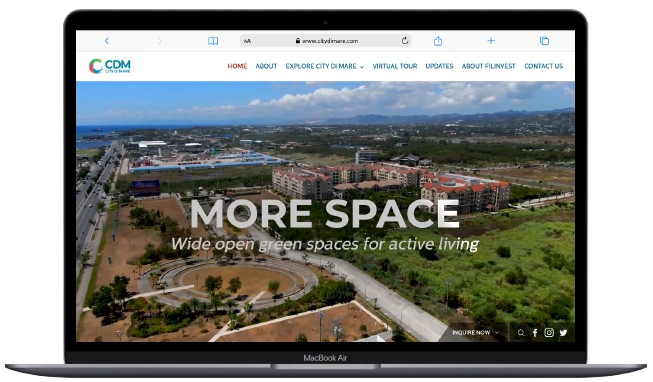 AA
www.citydimare.com
CDM
CITY DI MARE
HOME ABOUT EXPLORE CITY DI MARE VIRTUAL TOUR UPDATES ABOUT FILINVEST CONTACT US
MORE SPACE
Wide open green spaces for active living
INQUIRE NOW
MacBook Air